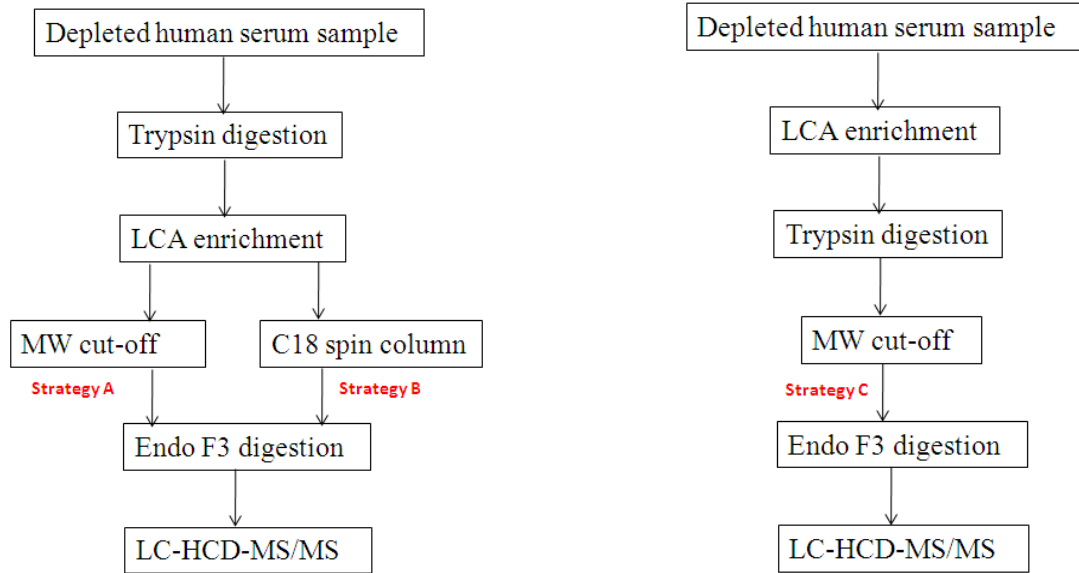 Depleted human serum sample
Trypsin digestion
LCA enrichment
MW cut-off
C18 spin column
Strategy A
Strategy B
Endo F3 digestion
LC-HCD-MS/MS
Depleted human serum sample
LCA enrichment
Trypsin digestion
MW cut-off
Strategy C
Endo F3 digestion
LC-HCD-MS/MS